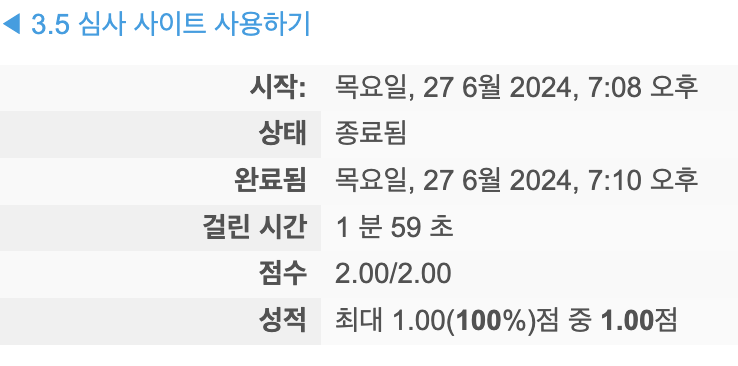 ◀ 3.5 심사 사이트 사용하기
시작: 목요일, 27 6월 2024, 7:08 오후
상태 종료됨
완료됨 목요일, 27 6월 2024, 7:10 오후
걸린 시간 1 분 59 초
점수 2.00/2.00
성적 최대 1.00(100%)점 중 1.00점